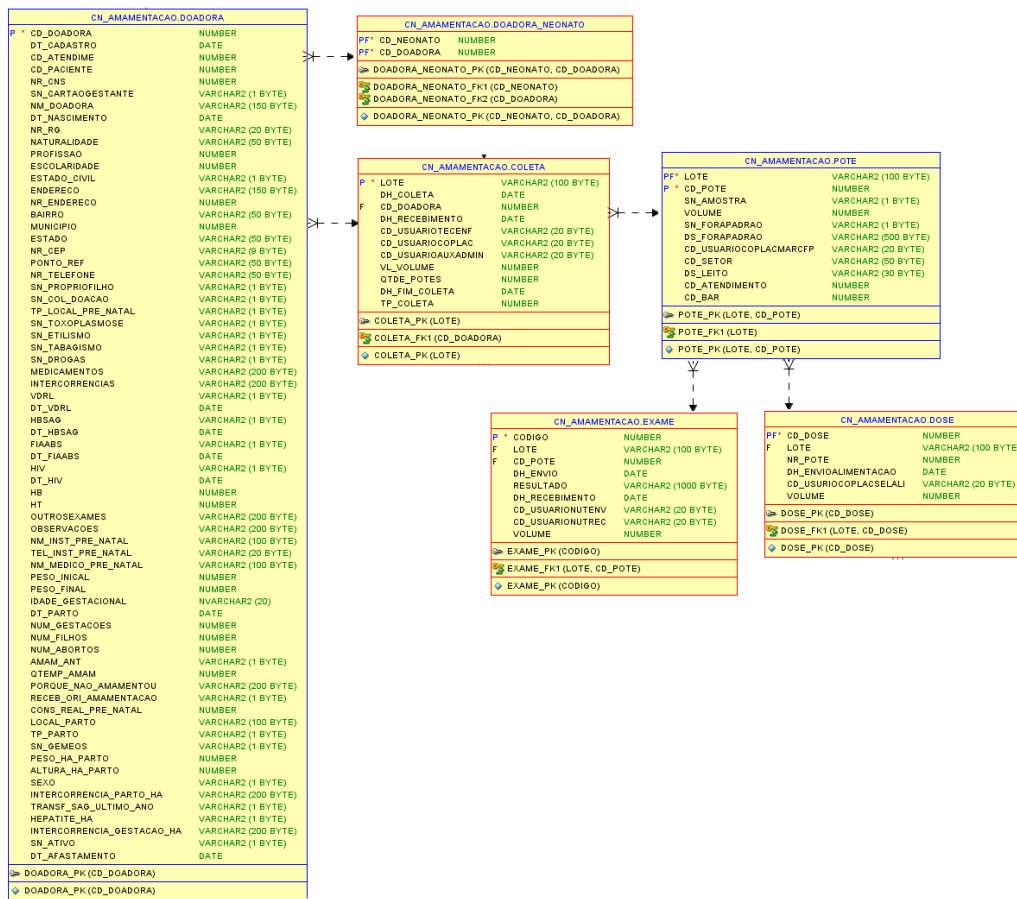 CN_AMAMENTACAO.DOADORA
P * CD_DOADORA NUMBER
DT_CADASTRO DATE
CD_ATENDIME NUMBER
CD_PACIENTE NUMBER
NR_CNS NUMBER
SN_CARTAOGESTANTE VARCHAR2 (1 BYTE)
NM_DOADORA VARCHAR2 (150 BYTE)
DT_NASCIMENTO DATE
NR_RG VARCHAR2 (20 BYTE)
NATURALIDADE VARCHAR2 (50 BYTE)
PROFISSAO NUMBER
ESCOLARIDADE NUMBER
ESTADO_CIVIL VARCHAR2 (1 BYTE)
ENDERECO VARCHAR2 (150 BYTE)
NR_ENDERECO NUMBER
BAIRRO VARCHAR2 (50 BYTE)
MUNICIPIO NUMBER
ESTADO VARCHAR2 (50 BYTE)
NR_CEP VARCHAR2 (9 BYTE)
PONTO_REF VARCHAR2 (50 BYTE)
NR_TELEFONE VARCHAR2 (50 BYTE)
SN_PROPRIOFILHO VARCHAR2 (1 BYTE)
SN_COL_DOACAO VARCHAR2 (1 BYTE)
TP_LOCAL_PRE_NATAL VARCHAR2 (1 BYTE)
SN_TOXOPLASMOSE VARCHAR2 (1 BYTE)
SN_ETILISMO VARCHAR2 (1 BYTE)
SN_TABAGISMO VARCHAR2 (1 BYTE)
SN_DROGAS VARCHAR2 (1 BYTE)
MEDICAMENTOS VARCHAR2 (200 BYTE)
INTERCORRENCIAS VARCHAR2 (200 BYTE)
VDRL VARCHAR2 (1 BYTE)
DT_VDRL DATE
HBSAG VARCHAR2 (1 BYTE)
DT_HBSAG DATE
FIAABS VARCHAR2 (1 BYTE)
DT_FIAABS DATE
HIV VARCHAR2 (1 BYTE)
DT_HIV DATE
HB NUMBER
HT NUMBER
OUTROSEXAMES VARCHAR2 (200 BYTE)
OBSERVACOES VARCHAR2 (200 BYTE)
NM_INST_PRE_NATAL VARCHAR2 (100 BYTE)
TEL_INST_PRE_NATAL VARCHAR2 (20 BYTE)
NM_MEDICO_PRE_NATAL VARCHAR2 (100 BYTE)
PESO_INICAL NUMBER
PESO_FINAL NUMBER
IDADE_GESTACIONAL NVARCHAR2 (20)
DT_PARTO DATE
NUM_GESTACOES NUMBER
NUM_FILHOS NUMBER
NUM_ABORTOS NUMBER
AMAM_ANT VARCHAR2 (1 BYTE)
QTEMP_AMAM NUMBER
PORQUE_NAO_AMAMENTOU VARCHAR2 (200 BYTE)
RECEB_ORI_AMAMENTACAO VARCHAR2 (1 BYTE)
CONS_REAL_PRE_NATAL NUMBER
LOCAL_PARTO VARCHAR2 (100 BYTE)
TP_PARTO VARCHAR2 (1 BYTE)
SN_GEMEOS VARCHAR2 (1 BYTE)
PESO_HA_PARTO NUMBER
ALTURA_HA_PARTO NUMBER
SEXO VARCHAR2 (1 BYTE)
INTERCORRENCIA_PARTO_HA VARCHAR2 (200 BYTE)
TRANSF_SAG_ULTIMO_ANO VARCHAR2 (1 BYTE)
HEPATITE_HA VARCHAR2 (1 BYTE)
INTERCORRENCIA_GESTACAO_HA VARCHAR2 (200 BYTE)
SN_ATIVO VARCHAR2 (1 BYTE)
DT_AFASTAMENTO DATE
DOADORA_PK (CD_DOADORA)
DOADORA_PK (CD_DOADORA)
CN_AMAMENTACAO.DOADORA_NEONATO
PF* CD_NEONATO NUMBER
PF* CD_DOADORA NUMBER
DOADORA_NEONATO_PK (CD_NEONATO, CD_DOADORA)
DOADORA_NEONATO_FK1 (CD_NEONATO)
DOADORA_NEONATO_FK2 (CD_DOADORA)
DOADORA_NEONATO_PK (CD_NEONATO, CD_DOADORA)
CN_AMAMENTACAO.COLETA
P * LOTE VARCHAR2 (100 BYTE)
DH_COLETA DATE
F CD_DOADORA NUMBER
DH_RECEBIMENTO DATE
CD_USUARIOTECENF VARCHAR2 (20 BYTE)
CD_USUARIOCOPLAC VARCHAR2 (20 BYTE)
CD_USUARIOAUXADMIN VARCHAR2 (20 BYTE)
VL_VOLUME NUMBER
QTDE_POTES NUMBER
DH_FIM_COLETA DATE
TP_COLETA NUMBER
COLETA_PK (LOTE)
COLETA_FK1 (CD_DOADORA)
COLETA_PK (LOTE)
CN_AMAMENTACAO.POTE
PF* LOTE VARCHAR2 (100 BYTE)
P * CD_POTE NUMBER
SN_AMOSTRA VARCHAR2 (1 BYTE)
VOLUME NUMBER
SN_FORAPADRAO VARCHAR2 (1 BYTE)
DS_FORAPADRAO VARCHAR2 (500 BYTE)
CD_USUARIOCOPLACMARCFP VARCHAR2 (20 BYTE)
CD_SETOR VARCHAR2 (50 BYTE)
DS_LEITO VARCHAR2 (30 BYTE)
CD_ATENDIMENTO NUMBER
CD_BAR NUMBER
POTE_PK (LOTE, CD_POTE)
POTE_FK1 (LOTE)
POTE_PK (LOTE, CD_POTE)
CN_AMAMENTACAO.EXAME
P * CODIGO NUMBER
F LOTE VARCHAR2 (100 BYTE)
F CD_POTE NUMBER
DH_ENVIO DATE
RESULTADO VARCHAR2 (1000 BYTE)
DH_RECEBIMENTO DATE
CD_USUARIONUTENV VARCHAR2 (20 BYTE)
CD_USUARIONUTREC VARCHAR2 (20 BYTE)
VOLUME NUMBER
EXAME_PK (CODIGO)
EXAME_FK1 (LOTE, CD_POTE)
EXAME_PK (CODIGO)
CN_AMAMENTACAO.DOSE
PF* CD_DOSE NUMBER
F LOTE VARCHAR2 (100 BYTE
NR_POTE NUMBER
DH_ENVIOALIMENTACAO DATE
CD_USURIOCOPLACSELALI VARCHAR2 (20 BYTE)
VOLUME NUMBER
DOSE_PK (CD_DOSE)
DOSE_FK1 (LOTE, CD_DOSE)
DOSE_PK (CD_DOSE)